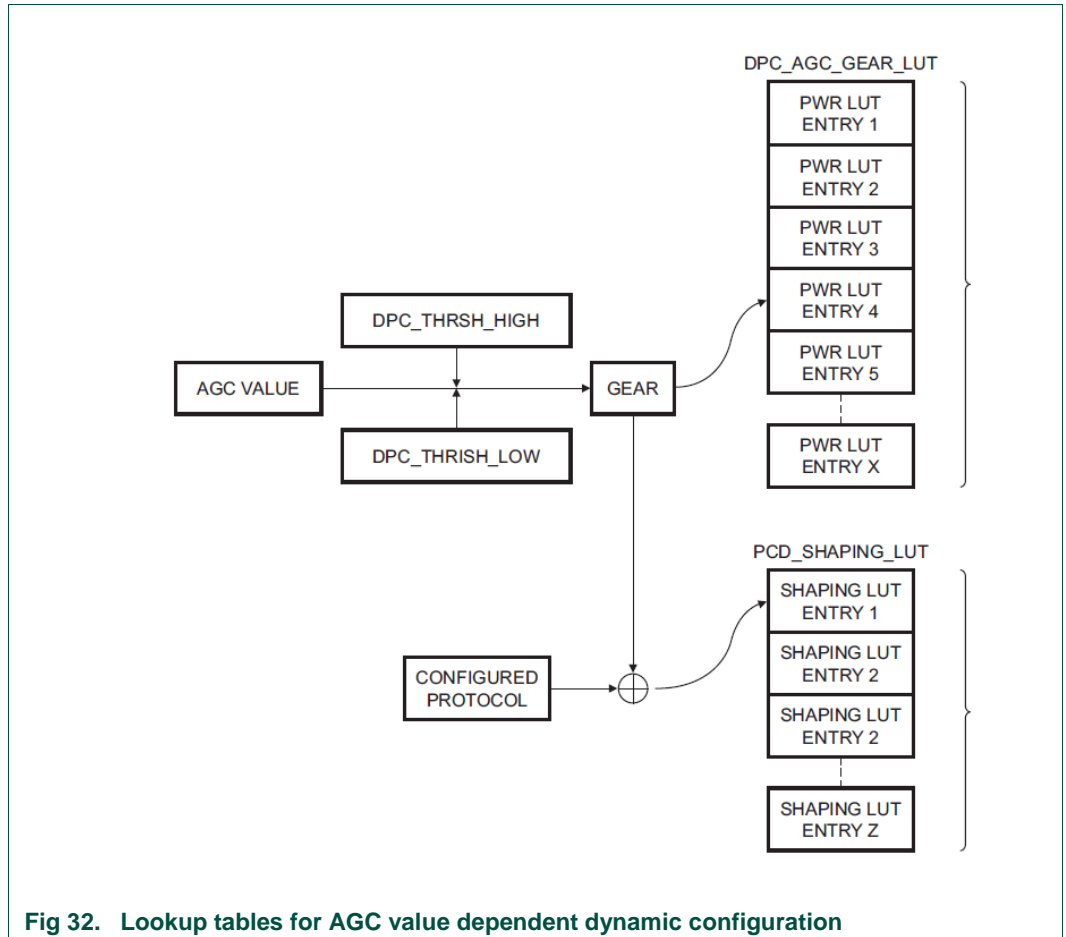 DPC_AGC_GEAR_LUT
PWR LUT
ENTRY 1
PWR LUT
ENTRY 2
PWR LUT
ENTRY 3
PWR LUT
ENTRY 4
PWR LUT
ENTRY 5
PWR LUT
ENTRY X
DPC_THRSH_HIGH
AGC VALUE
GEAR
DPC_THRISH_LOW
PCD_SHAPING_LUT
SHAPING LUT
ENTRY 1
SHAPING LUT
ENTRY 2
SHAPING LUT
ENTRY 2
SHAPING LUT
ENTRY Z
CONFIGURED
PROTOCOL
Fig 32. Lookup tables for AGC value dependent dynamic configuration